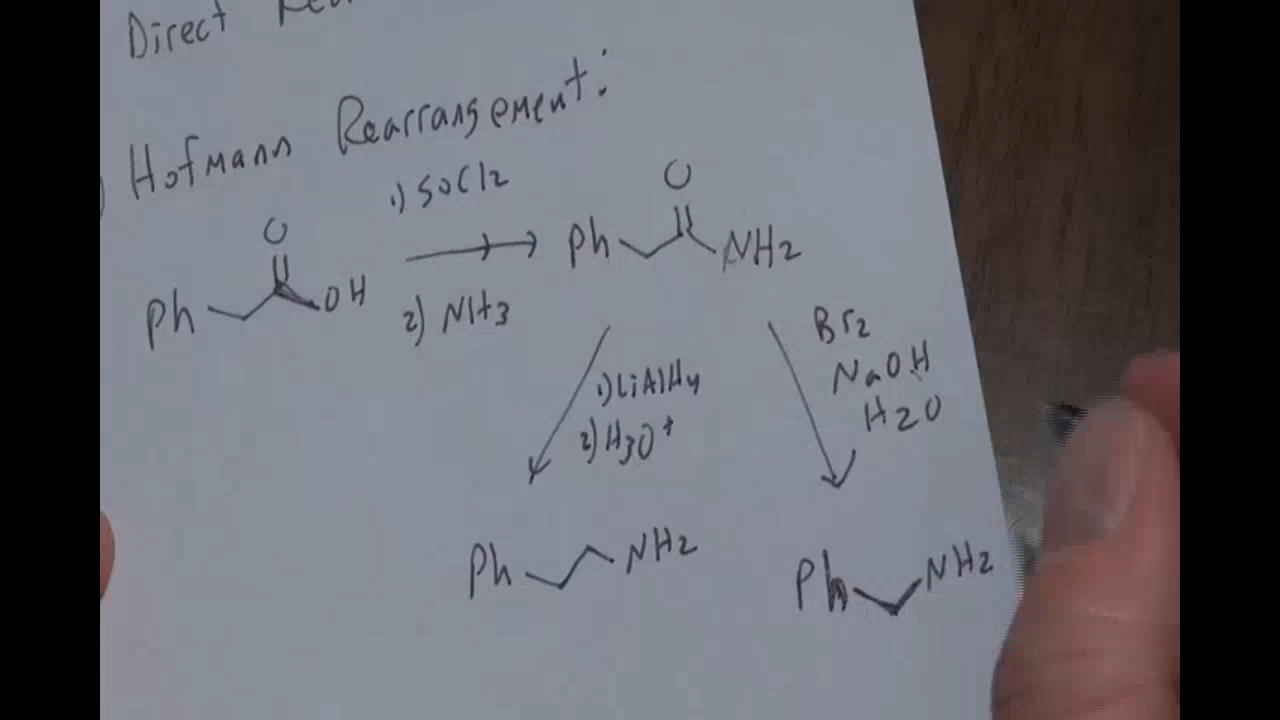 Direct
Hofmann Rearrangement:
1) SOCl2
O
Ph OH
2) NH3
O
Ph NH2
Br2
NaOH
H2O
1) LiAlH4
2) H3O+
Ph NH2
Ph NH2